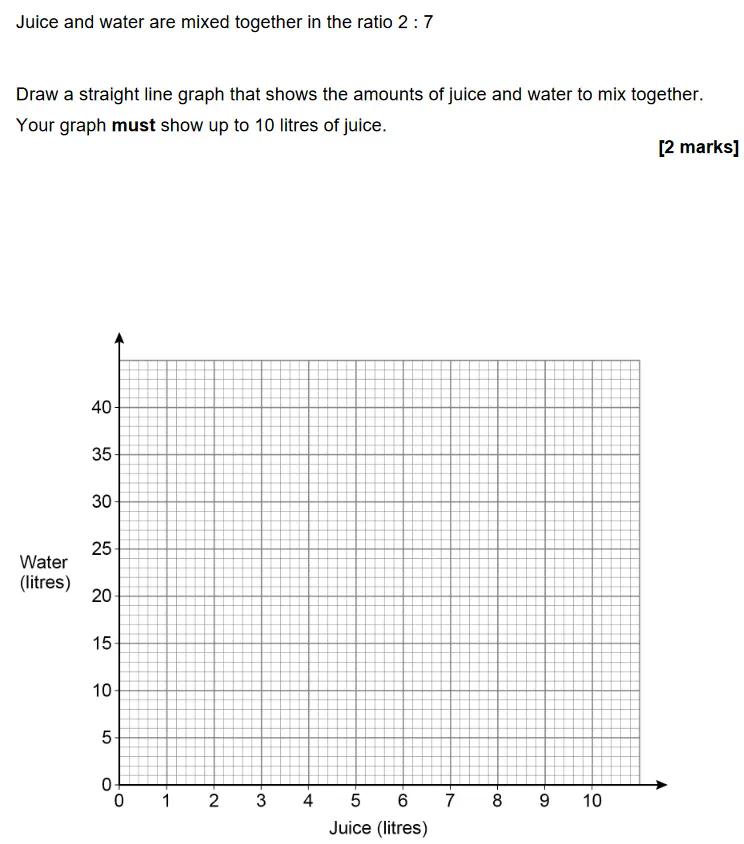 Juice and water are mixed together in the ratio 2 : 7
Draw a straight line graph that shows the amounts of juice and water to mix together.
Your graph must show up to 10 litres of juice.
[2 marks]
40
35
30
25
Water
(litres)
20
15
10
5
0
0 1 2 3 4 5 6 7 8 9 10
Juice (litres)